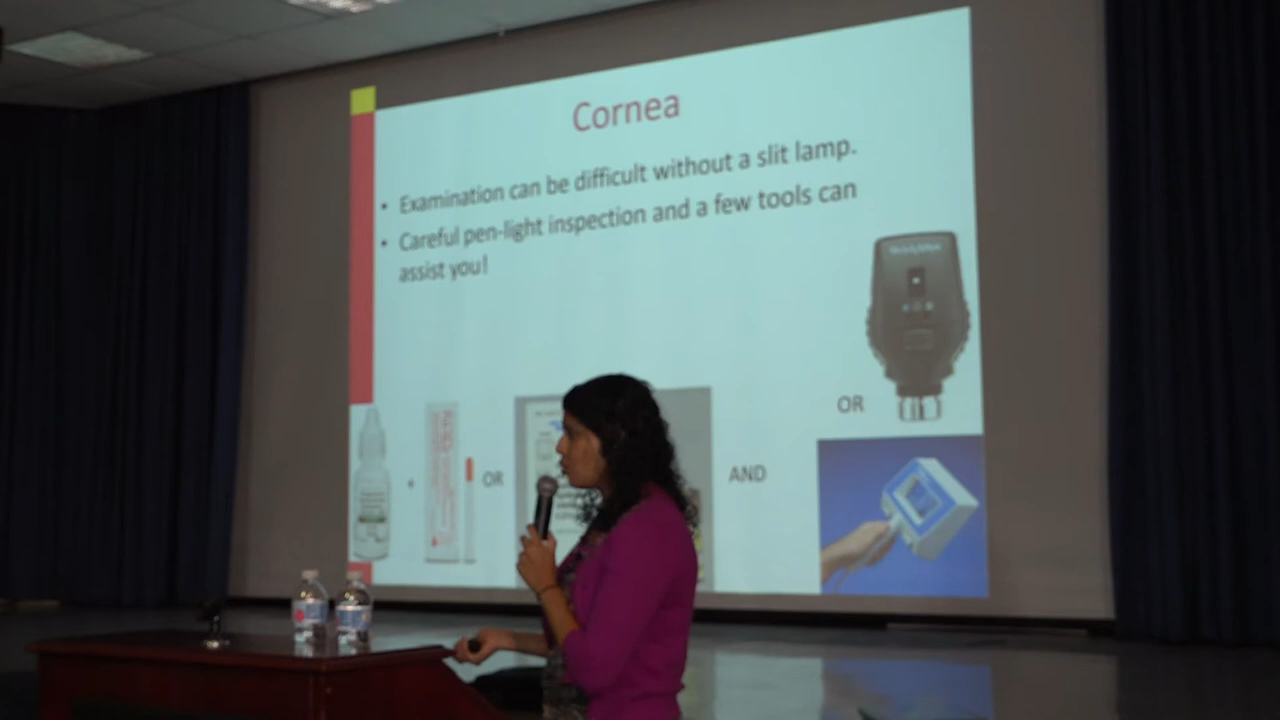 Cornea
• Examination can be difficult without a slit lamp.
• Careful pen-light inspection and a few tools can
assist you!
OR
+
OR
AND